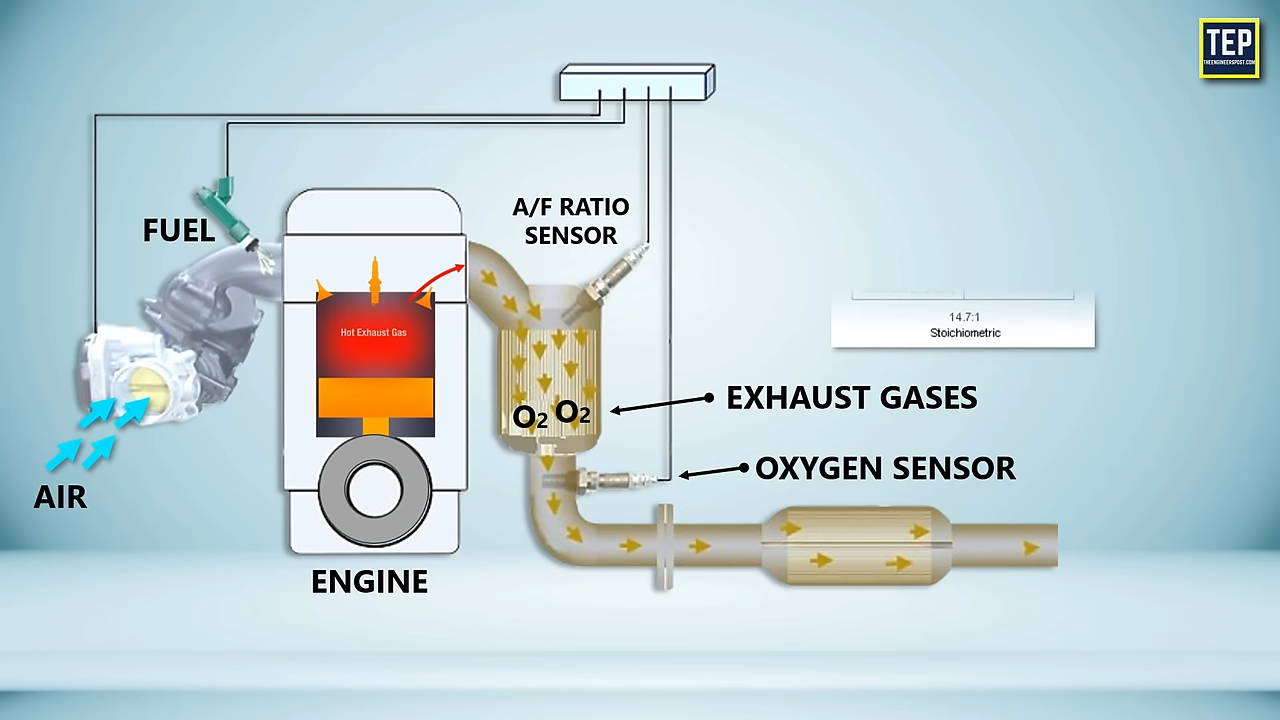 TEP
THEENGINEERSPOST.COM
FUEL
A/F RATIO
SENSOR
Hot Exhaust Gas
14.7:1
Stoichiometric
EXHAUST GASES
O2 O2
OXYGEN SENSOR
AIR
ENGINE